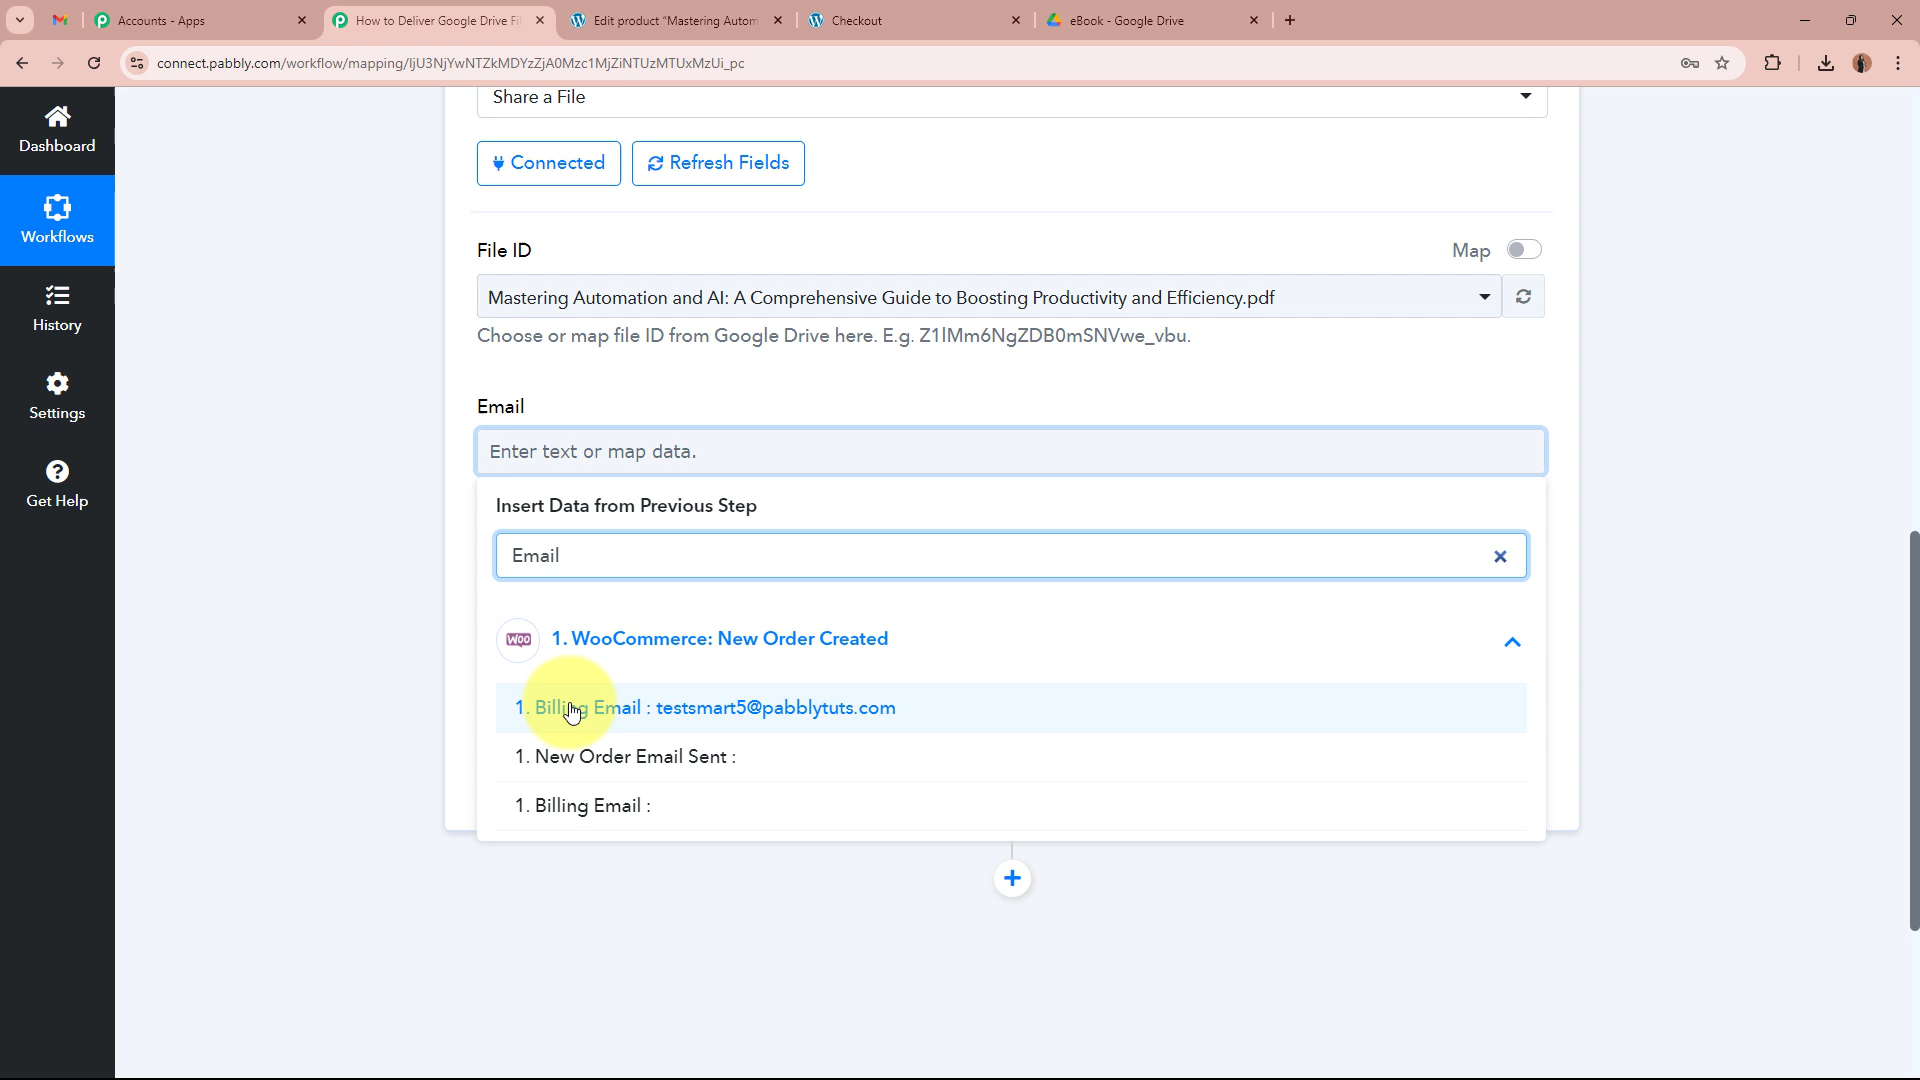 Accounts - Apps
How to Deliver Google Drive Fi
Edit product "Mastering Autom
Checkout
eBook - Google Drive
connect.pabbly.com/workflow/mapping/IjU3NjYwNTZkMDYzZjA0Mzc1MjZiNTUzMTUxMzUi_pc
Dashboard
Workflows
History
Settings
Get Help
Share a File
Connected
Refresh Fields
File ID
Map
Mastering Automation and AI: A Comprehensive Guide to Boosting Productivity and Efficiency.pdf
Choose or map file ID from Google Drive here. E.g. Z1IMm6NgZDB0mSNVwe_vbu.
Email
Enter text or map data.
Insert Data from Previous Step
Email
WOO
1. WooCommerce: New Order Created
1. Billing Email : testsmart5@pabblytuts.com
1. New Order Email Sent :
1. Billing Email :